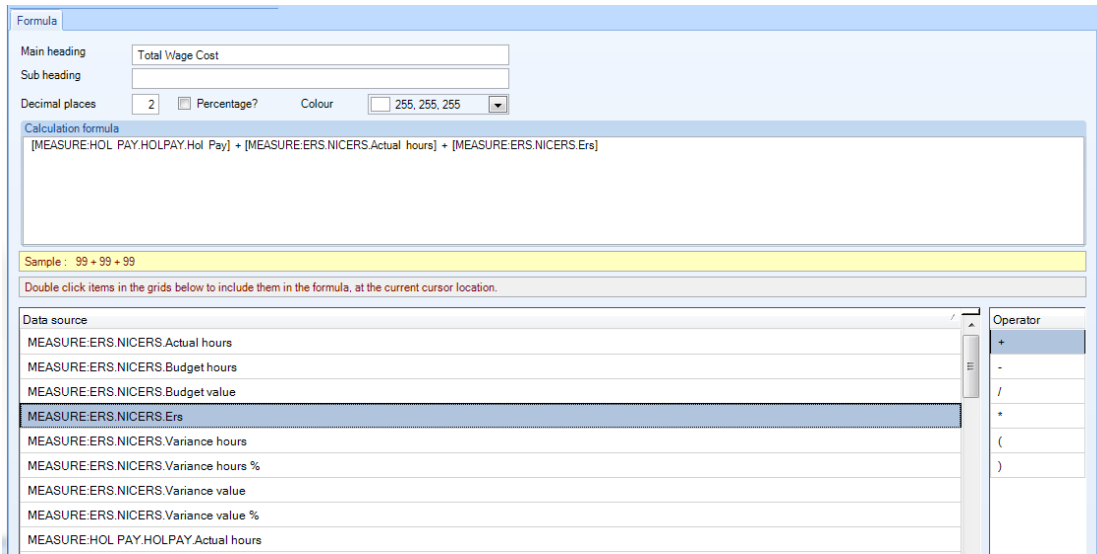 Formula
Main heading
Total Wage Cost
Sub heading
Decimal places 2 Percentage? Colour 255, 255, 255
Calculation formula
[MEASURE:HOL PAY.HOLPAY.Hol Pay] + [MEASURE:ERS.NICERS.Actual hours] + [MEASURE:ERS.NICERS.Ers]
Sample : 99 + 99 + 99
Double click items in the grids below to include them in the formula, at the current cursor location.
Data source
MEASURE:ERS.NICERS.Actual hours
MEASURE:ERS.NICERS.Budget hours
MEASURE:ERS.NICERS.Budget value
MEASURE:ERS.NICERS.Ers
MEASURE:ERS.NICERS.Variance hours
MEASURE:ERS.NICERS.Variance hours %
MEASURE:ERS.NICERS.Variance value
MEASURE:ERS.NICERS.Variance value %
MEASURE:HOL PAY.HOLPAY.Actual hours
Operator
+
-
/
*
(
)